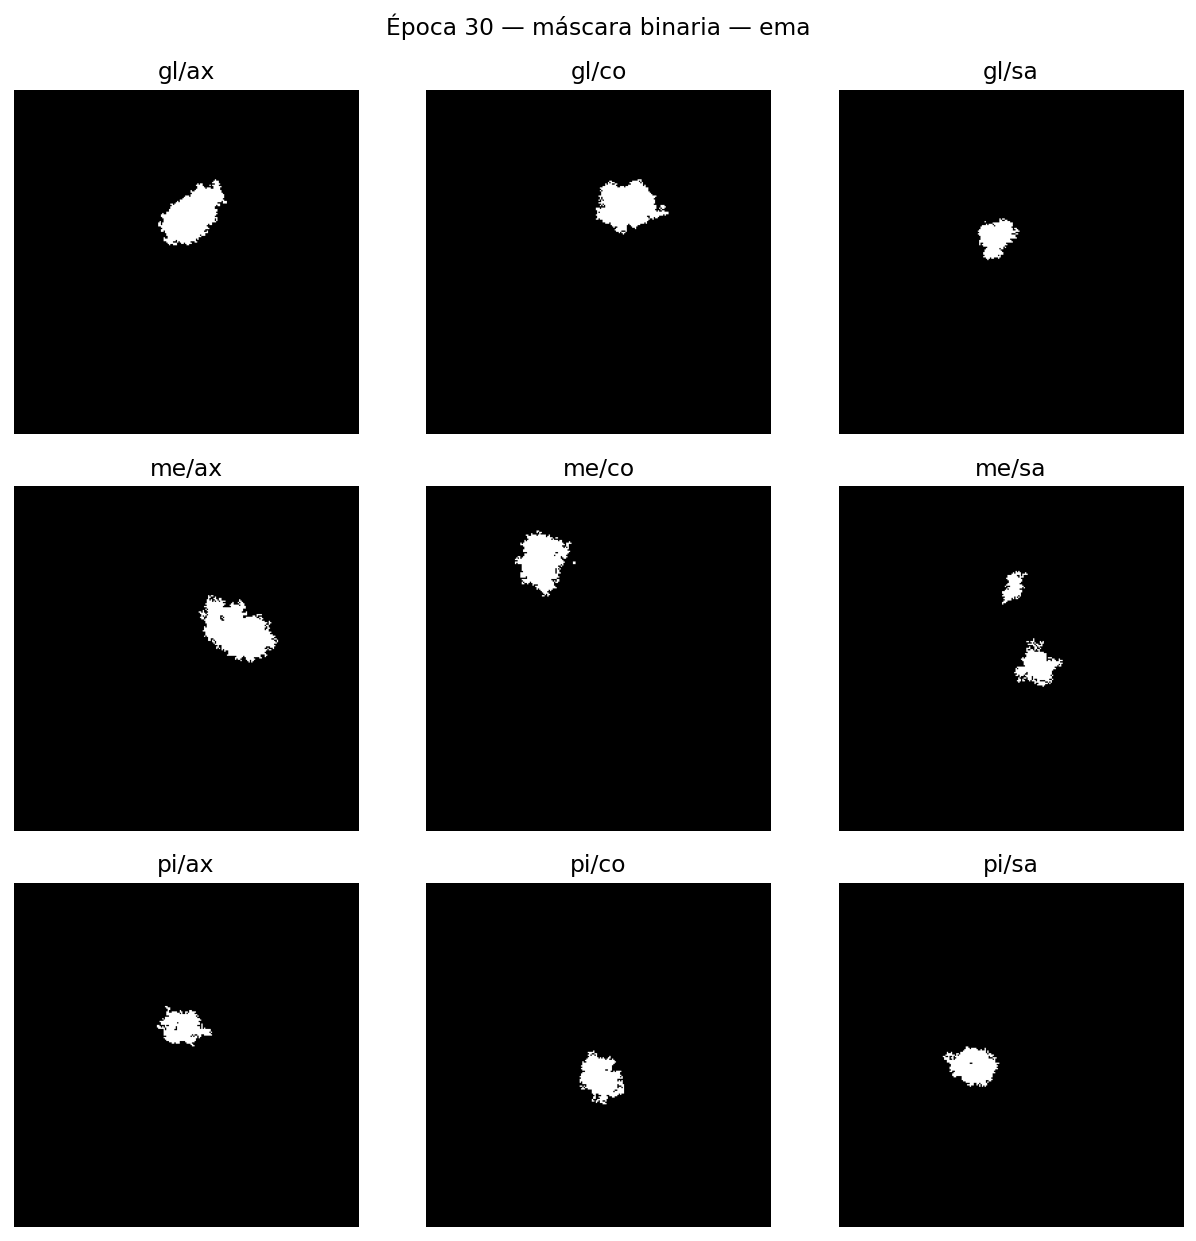 Época 30 — máscara binaria — ema
gl/ax
gl/co
gl/sa
me/ax
me/co
me/sa
pi/ax
pi/co
pi/sa